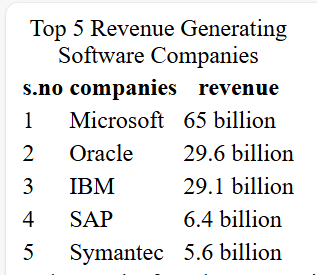 Top 5 Revenue Generating
Software Companies
s.no companies revenue
1 Microsoft 65 billion
2 Oracle 29.6 billion
3 IBM 29.1 billion
4 SAP 6.4 billion
5 Symantec 5.6 billion